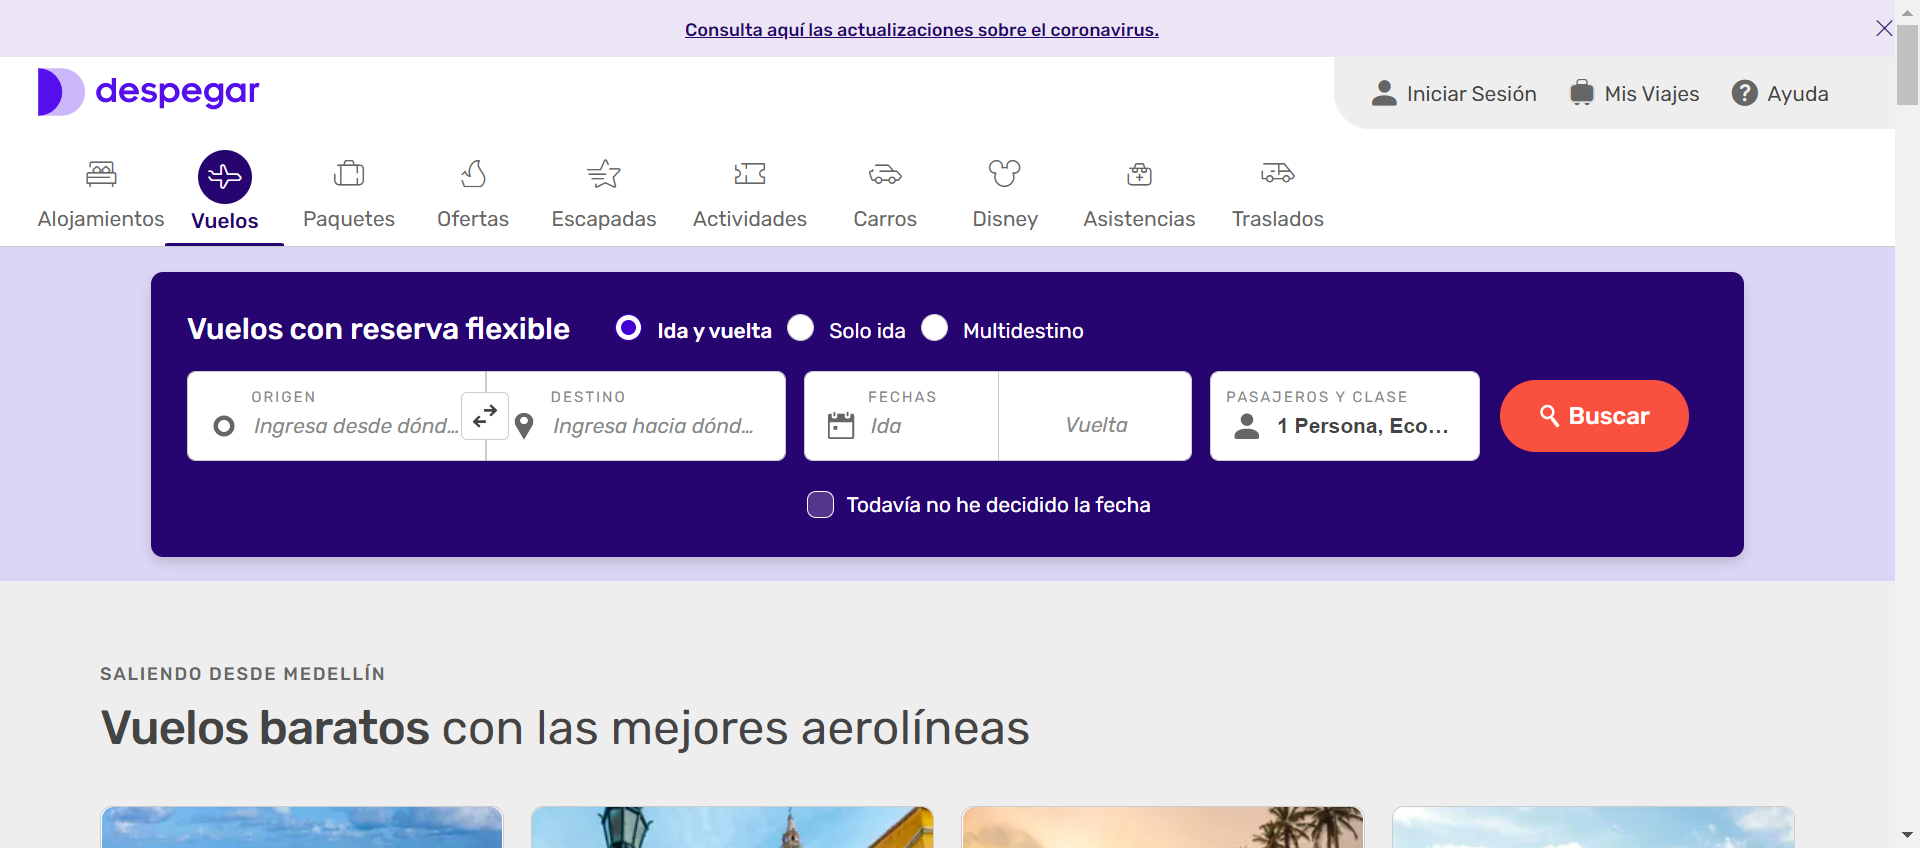 Consulta aquí las actualizaciones sobre el coronavirus.
despegar
Iniciar Sesión
Mis Viajes
Ayuda
Alojamientos
Vuelos
Paquetes
Ofertas
Escapadas
Actividades
Carros
Disney
Asistencias
Traslados
Vuelos con reserva flexible
Ida y vuelta
Solo ida
Multidestino
ORIGEN
Ingresa desde dónd...
DESTINO
Ingresa hacia dónd...
FECHAS
Ida
Vuelta
PASAJEROS Y CLASE
1 Persona, Eco...
Buscar
Todavía no he decidido la fecha
SALIENDO DESDE MEDELLÍN
Vuelos baratos con las mejores aerolíneas